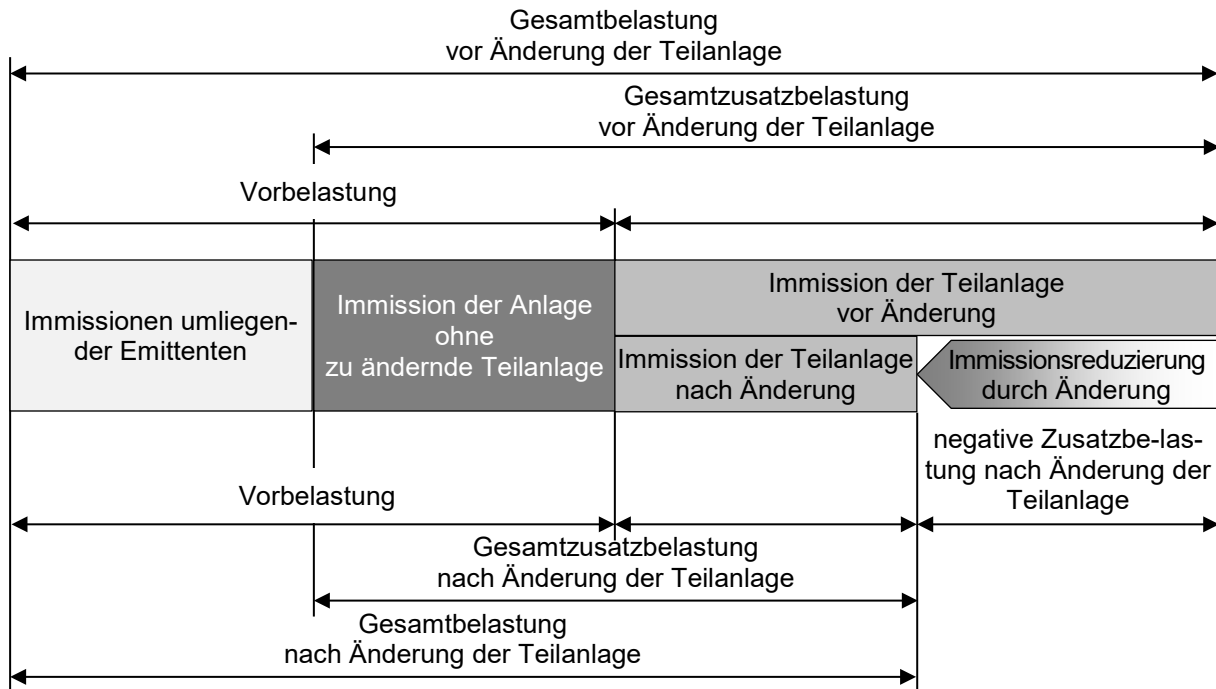 Gesamtbelastung
vor Änderung der Teilanlage
Gesamtzusatzbelastung
vor Änderung der Teilanlage
Vorbelastung
Immissionen umliegen-
der Emittenten
Immission der Anlage
ohne
zu ändernde Teilanlage
Immission der Teilanlage
vor Änderung
Immission der Teilanlage
nach Änderung
Immissionsreduzierung
durch Änderung
negative Zusatzbe-las-
tung nach Änderung der
Teilanlage
Vorbelastung
Gesamtzusatzbelastung
nach Änderung der Teilanlage
Gesamtbelastung
nach Änderung der Teilanlage